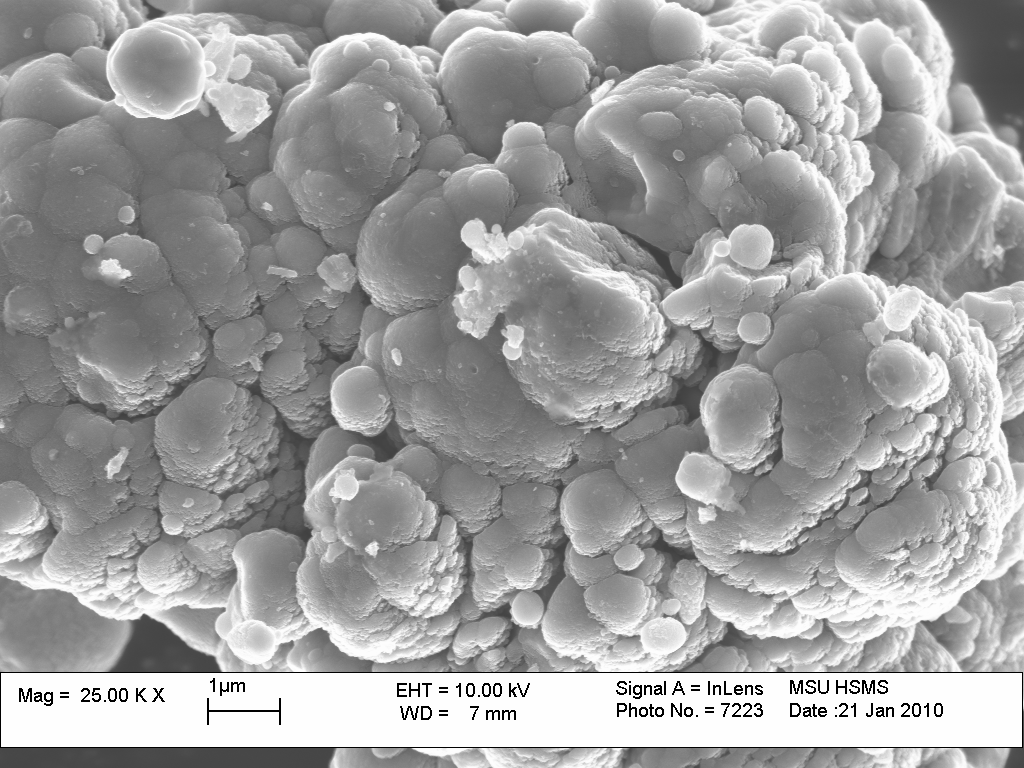 Mag = 25.00 K X
1µm
EHT = 10.00 kV
WD = 7 mm
Signal A = InLens
Photo No. = 7223
MSU HSMS
Date :21 Jan 2010